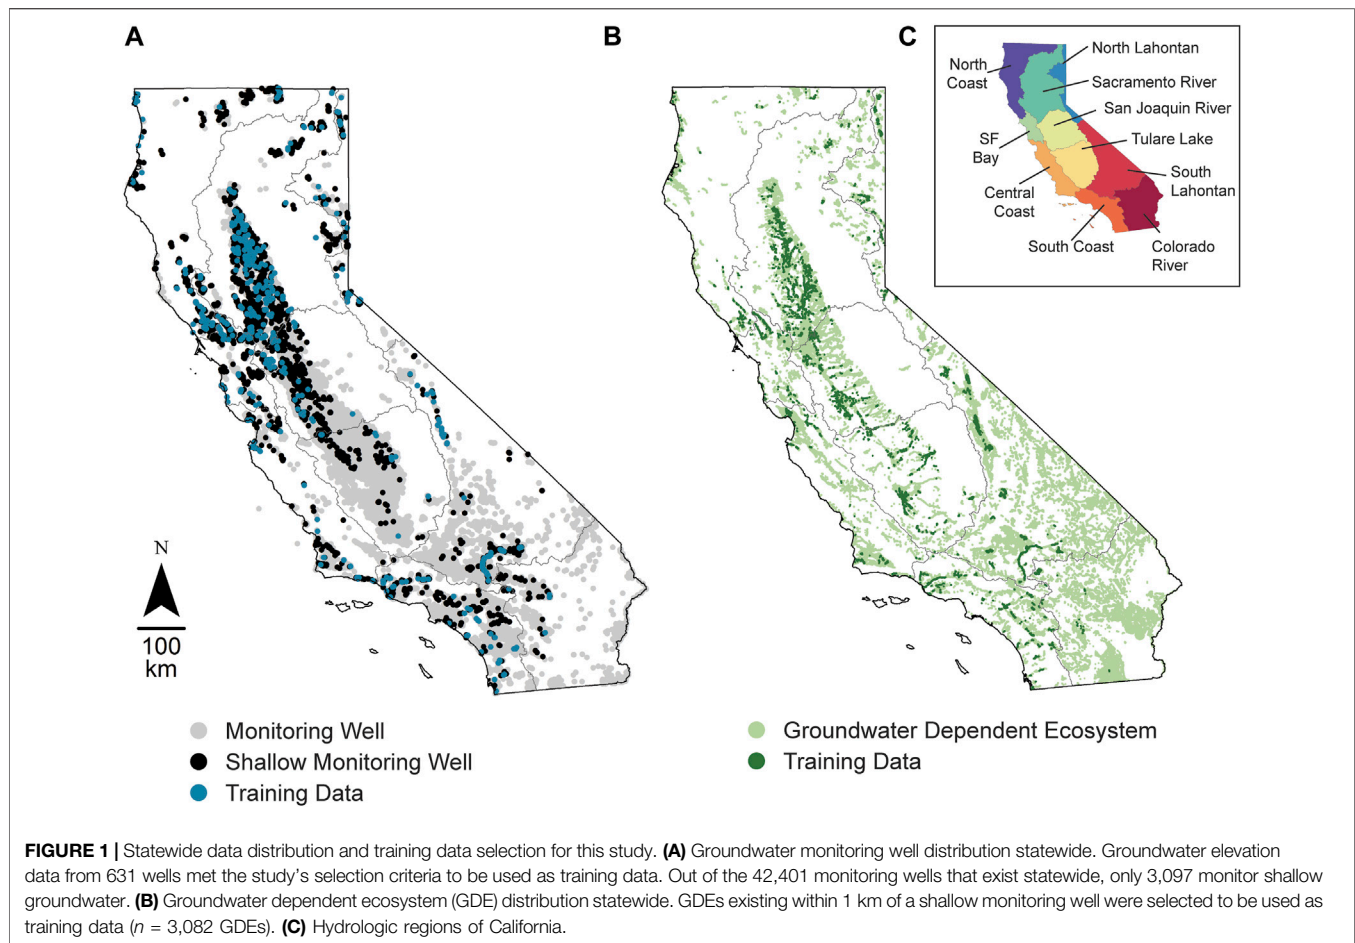 A
B
C
North Lahontan
North
Coast
Sacramento River
San Joaquin River
SF
Bay
Tulare Lake
South
Lahontan
Central
Coast
South Coast
Colorado
River
N
100
km
Monitoring Well
Shallow Monitoring Well
Training Data
Groundwater Dependent Ecosystem
Training Data
FIGURE 1 | Statewide data distribution and training data selection for this study. (A) Groundwater monitoring well distribution statewide. Groundwater elevation
data from 631 wells met the study's selection criteria to be used as training data. Out of the 42,401 monitoring wells that exist statewide, only 3,097 monitor shallow
groundwater. (B) Groundwater dependent ecosystem (GDE) distribution statewide. GDEs existing within 1 km of a shallow monitoring well were selected to be used as
training data (n = 3,082 GDEs). (C) Hydrologic regions of California.